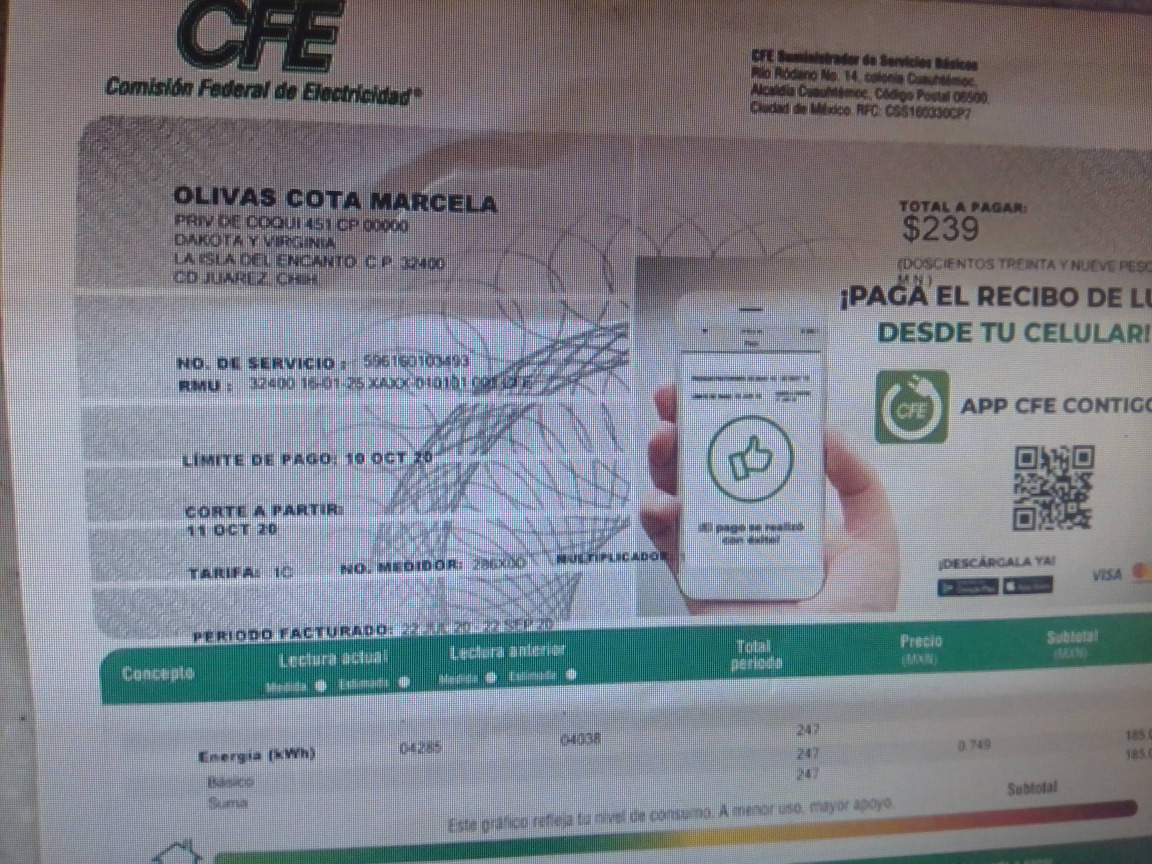 CFE
Comisión Federal de Electricidad®
CFE Suministrador de Servicios Básicos
Río Ródano No. 14, colonia Cuauhtémoc,
Alcaldía Cuauhtémoc, Código Postal 06500,
Ciudad de México. RFC: CSS160330CP7
OLIVAS COTA MARCELA
PRIV DE COQUI 451 CP 00000
DAKOTA Y VIRGINIA
LA ISLA DEL ENCANTO C P 32400
CD JUAREZ, CHIH
TOTAL A PAGAR:
$239
(DOSCIENTOS TREINTA Y NUEVE PESO
M.N.)
¡PAGA EL RECIBO DE LU
DESDE TU CELULAR!
CFE
APP CFE CONTIGO
NO. DE SERVICIO : 596160103493
RMU : 32400 16-01-25 XAXX-010101
LÍMITE DE PAGO: 10 OCT 20
CORTE A PARTIR:
11 OCT 20
TARIFA: 1C NO. MEDIDOR: MULTIPLICADOR
PERIODO FACTURADO: 22 JUL 20 - 22 SEP 20
¡El pago se realizó
con éxito!
¡DESCÁRGALA YA!
VISA
Concepto Lectura actual Lectura anterior Total periodo Precio (MXN) Subtotal (MXN)
Medida Estimada Medida Estimada
Energía (kWh) 04285 04038 247
Básico 247 0.749 185.0
Suma 247 185.0
Subtotal
Este gráfico refleja tu nivel de consumo. A menor uso, mayor apoyo.